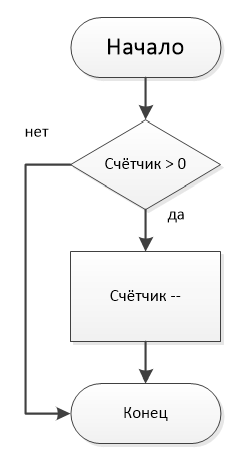 Начало
нет
Счётчик > 0
да
Счётчик --
Конец